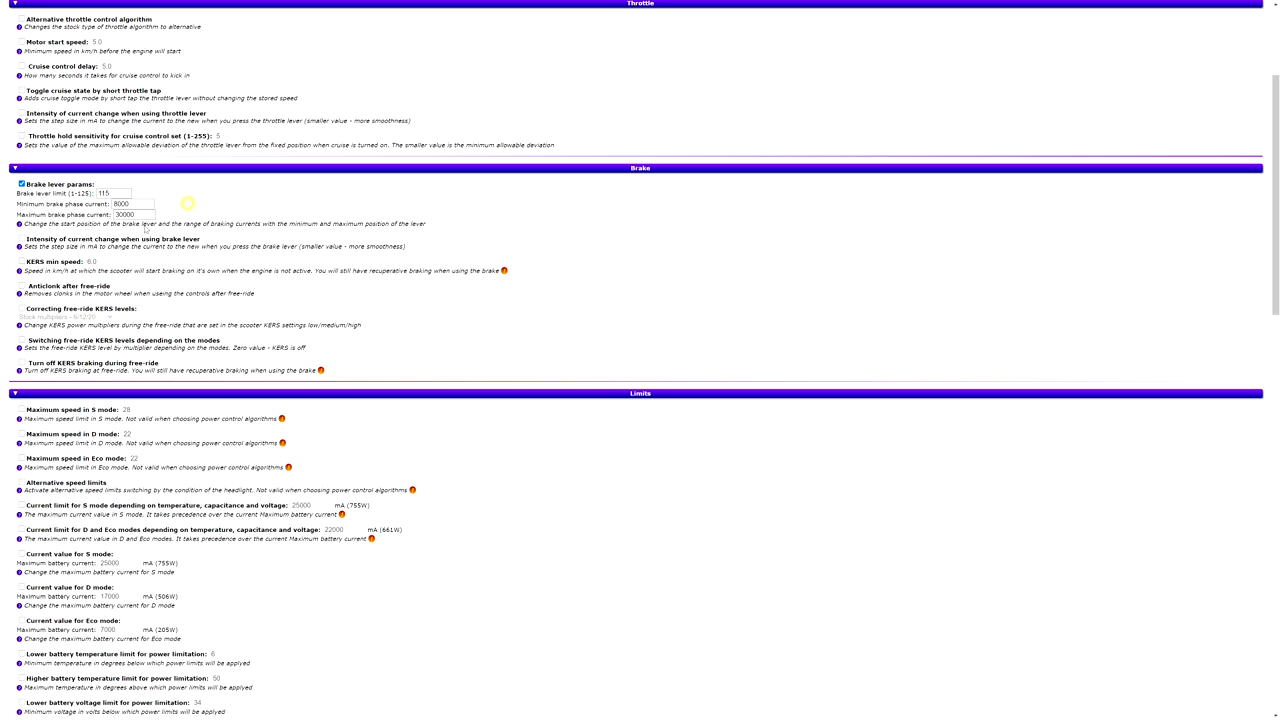 Throttle
Alternative throttle control algorithm
Changes the stock type of throttle algorithm to alternative
Motor start speed: 5.0
Minimum speed in km/h before the engine will start
Cruise control delay: 5.0
How many seconds it takes for cruise control to kick in
Toggle cruise state by short throttle tap
Adds cruise toggle mode by short tap the throttle lever without changing the stored speed
Intensity of current change when using throttle lever
Sets the step size in mA to change the current to the new when you press the throttle lever (smaller value - more smoothness)
Throttle hold sensitivity for cruise control set (1-255): 5
Sets the value of the maximum allowable deviation of the throttle lever from the fixed position when cruise is turned on. The smaller value is the minimum allowable deviation
Brake
Brake lever params:
Brake lever limit (1-125): 115
Minimum brake phase current: 8000
Maximum brake phase current: 30000
Change the start position of the brake lever and the range of braking currents with the minimum and maximum position of the lever
Intensity of current change when using brake lever
Sets the step size in mA to change the current to the new when you press the brake lever (smaller value - more smoothness)
KERS min speed: 6.0
Speed in km/h at which the scooter will start braking on it's own when the engine is not active. You will still have recuperative braking when using the brake
Anticlonk after free-ride
Removes clonks in the motor wheel when useing the controls after free-ride
Correcting free-ride KERS levels:
Stock multipliers - 6/12/20
Change KERS power multipliers during the free-ride that are set in the scooter KERS settings low/medium/high
Switching free-ride KERS levels depending on the modes
Sets the free-ride KERS level by multiplier depending on the modes. Zero value - KERS is off
Turn off KERS braking during free-ride
Turn off KERS braking at free-ride. You will still have recuperative braking when using the brake
Limits
Maximum speed in S mode: 28
Maximum speed limit in S mode. Not valid when choosing power control algorithms
Maximum speed in D mode: 22
Maximum speed limit in D mode. Not valid when choosing power control algorithms
Maximum speed in Eco mode: 22
Maximum speed limit in Eco mode. Not valid when choosing power control algorithms
Alternative speed limits
Activate alternative speed limits switching by the condition of the headlight. Not valid when choosing power control algorithms
Current limit for S mode depending on temperature, capacitance and voltage: 25000 mA (755W)
The maximum current value in S mode. It takes precedence over the current Maximum battery current
Current limit for D and Eco modes depending on temperature, capacitance and voltage: 22000 mA (661W)
The maximum current value in D and Eco modes. It takes precedence over the current Maximum battery current
Current value for S mode:
Maximum battery current: 25000 mA (755W)
Change the maximum battery current for S mode
Current value for D mode:
Maximum battery current: 17000 mA (506W)
Change the maximum battery current for D mode
Current value for Eco mode:
Maximum battery current: 7000 mA (205W)
Change the maximum battery current for Eco mode
Lower battery temperature limit for power limitation: 6
Minimum temperature in degrees below which power limits will be applyed
Higher battery temperature limit for power limitation: 50
Maximum temperature in degrees above which power limits will be applyed
Lower battery voltage limit for power limitation: 34
Minimum voltage in volts below which power limits will be applyed